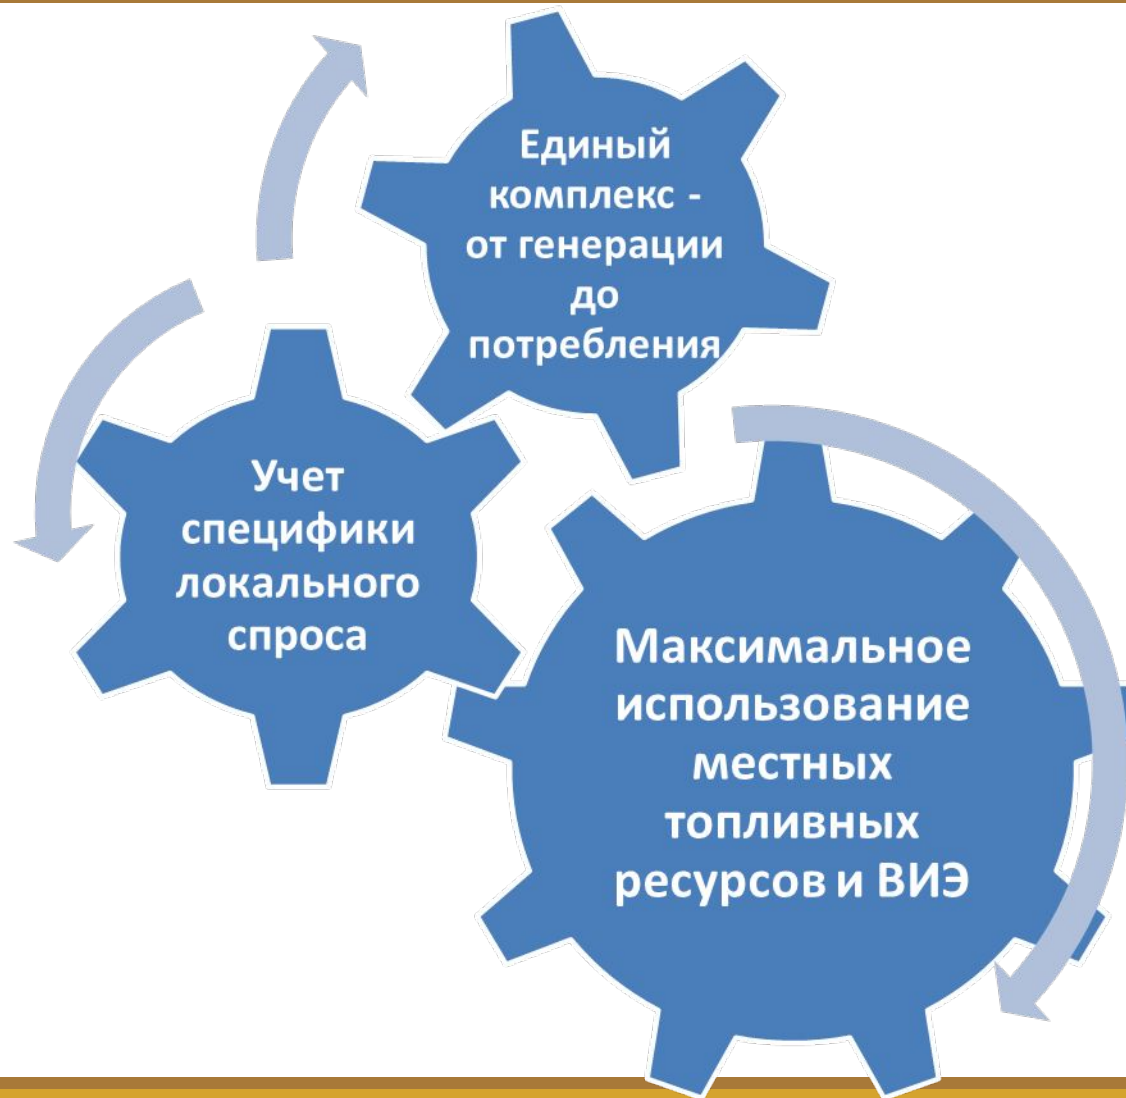 Единый
комплекс -
от генерации
до
потребления
Учет
специфики
локального
спроса
Максимальное
использование
местных
топливных
ресурсов и ВИЭ